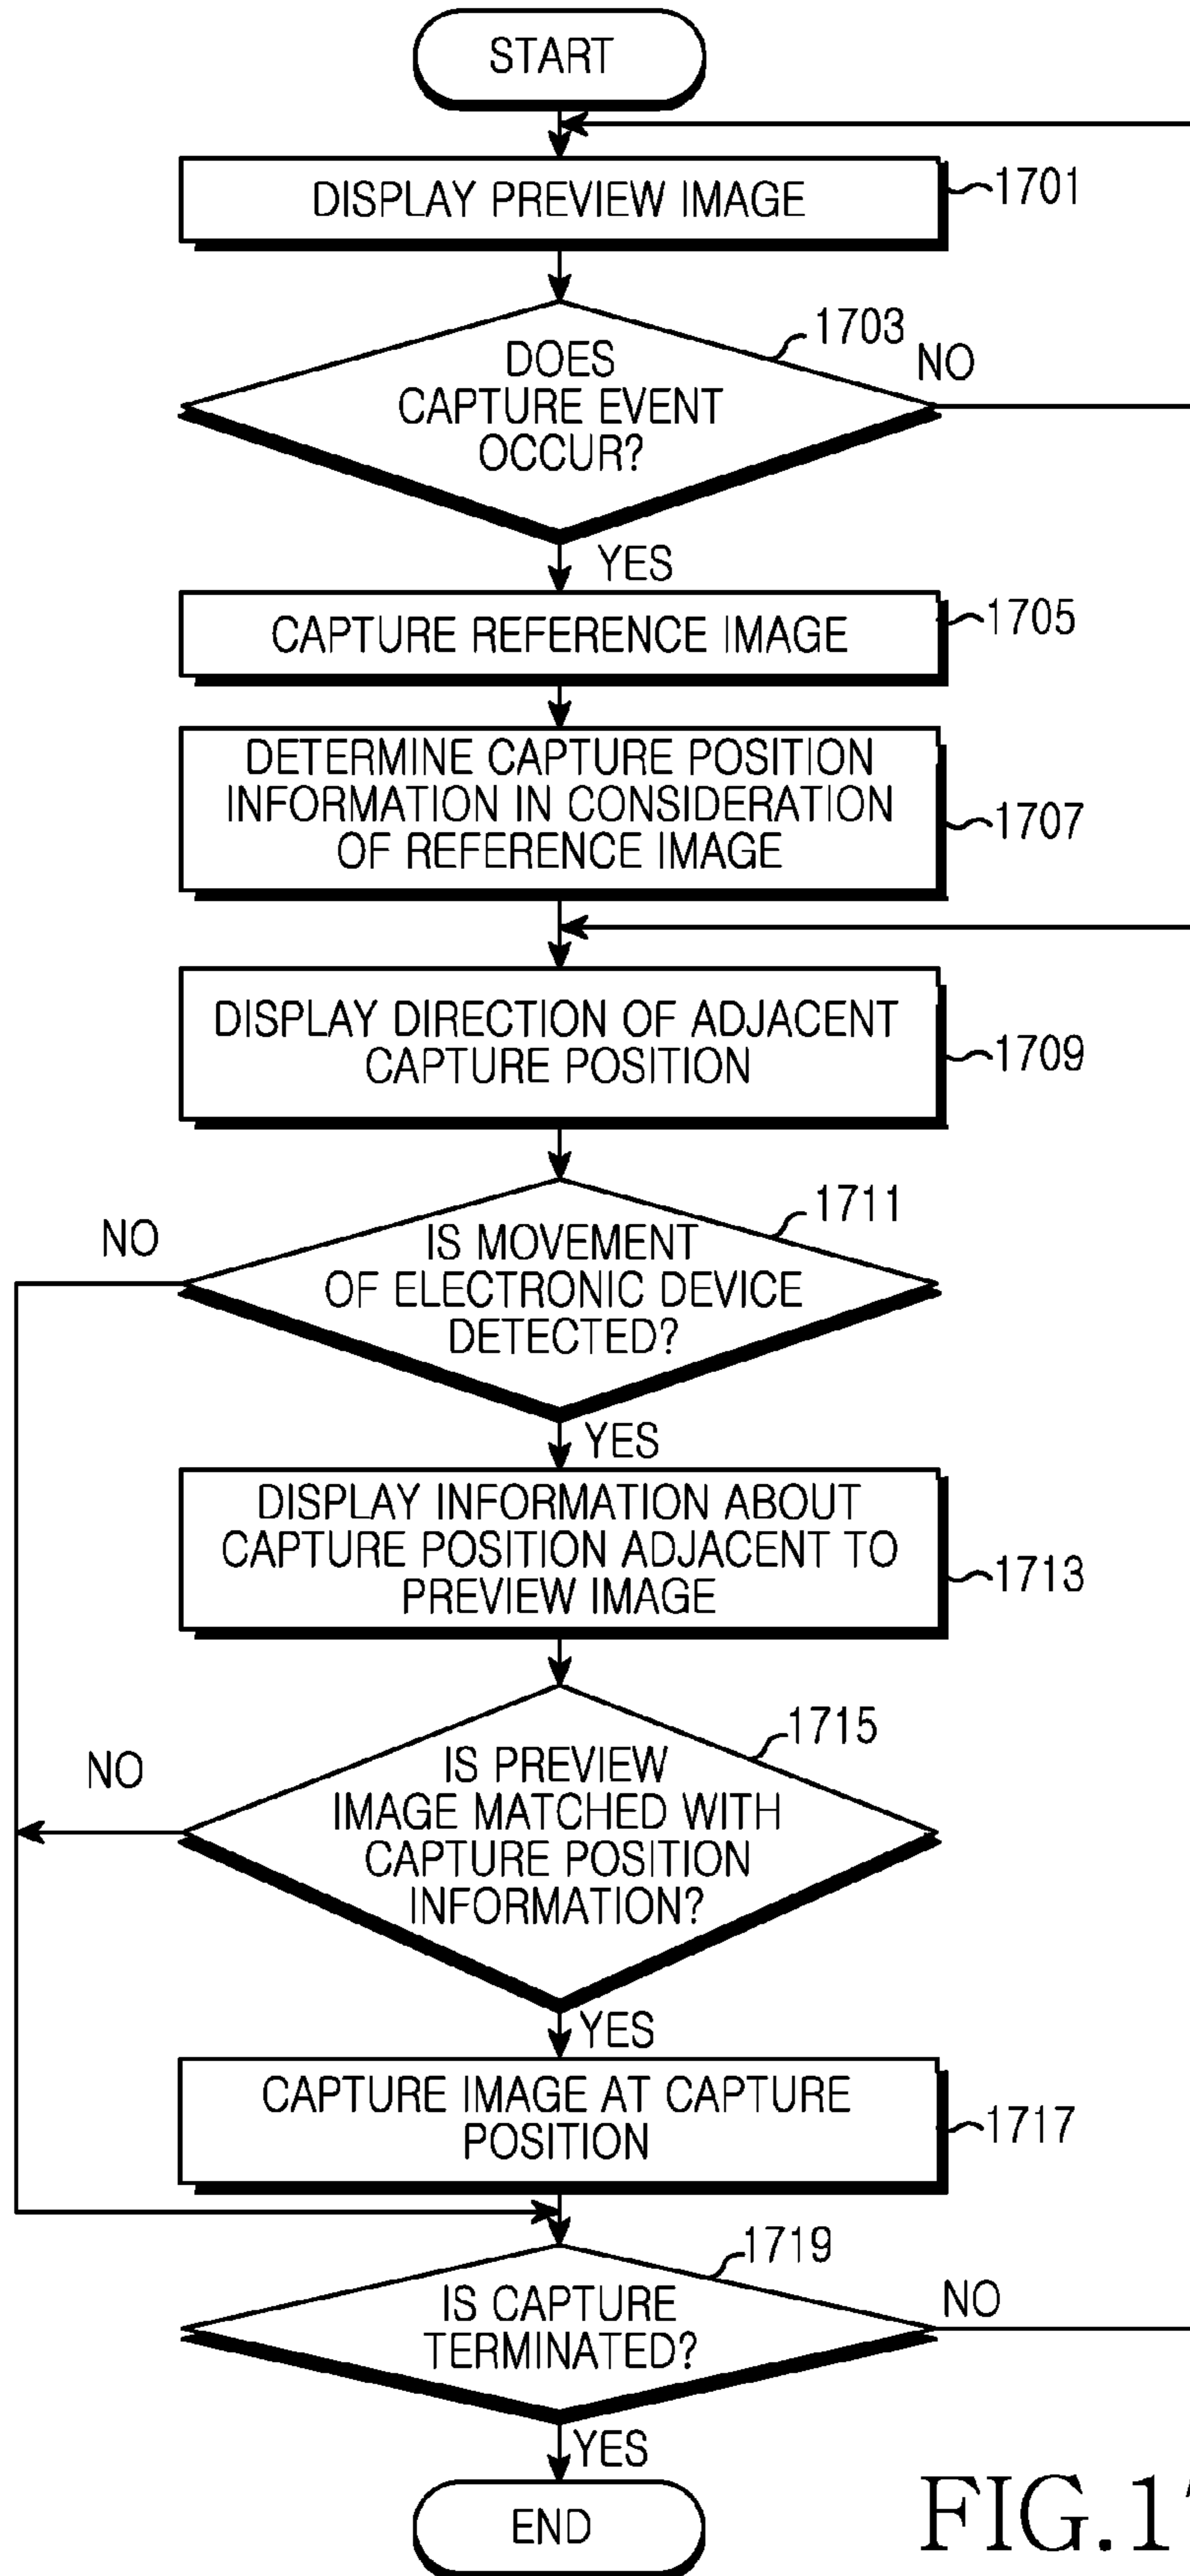 START
DISPLAY PREVIEW IMAGE
1701
1703
DOES
CAPTURE EVENT
OCCUR?
NO
YES
CAPTURE REFERENCE IMAGE
1705
DETERMINE CAPTURE POSITION
INFORMATION IN CONSIDERATION
OF REFERENCE IMAGE
1707
DISPLAY DIRECTION OF ADJACENT
CAPTURE POSITION
1709
1711
NO
IS MOVEMENT
OF ELECTRONIC DEVICE
DETECTED?
YES
DISPLAY INFORMATION ABOUT
CAPTURE POSITION ADJACENT TO
PREVIEW IMAGE
1713
1715
NO
IS PREVIEW
IMAGE MATCHED WITH
CAPTURE POSITION
INFORMATION?
YES
CAPTURE IMAGE AT CAPTURE
POSITION
1717
1719
IS CAPTURE
TERMINATED?
NO
YES
END
FIG.1